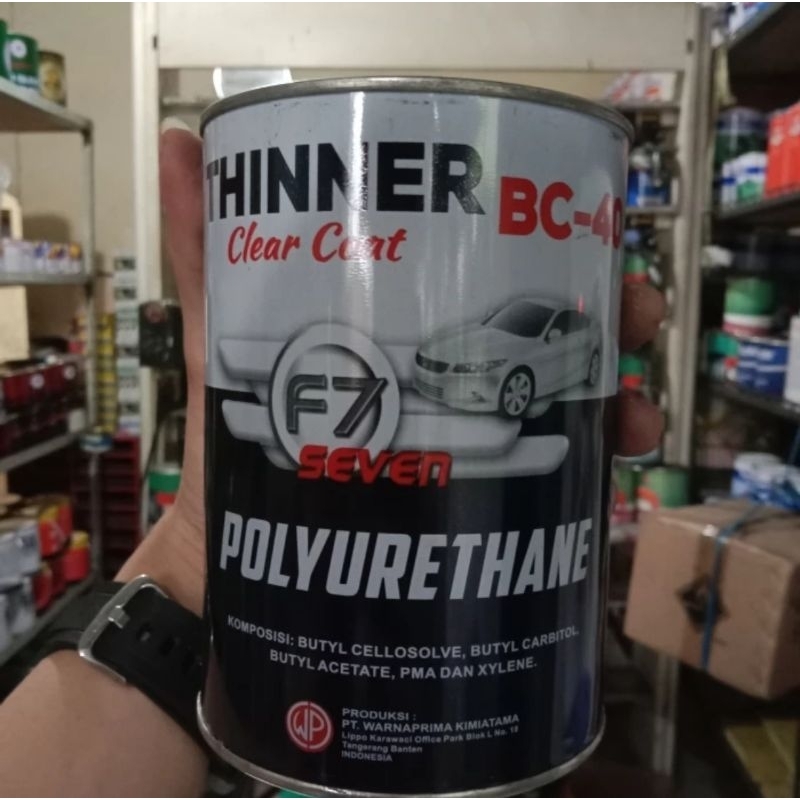 THINNER BC-40
Clear Coat
F7
SEVEN
POLYURETHANE
KOMPOSISI: BUTYL CELLOSOLVE, BUTYL CARBITOL,
BUTYL ACETATE, PMA DAN XYLENE.
WP
PRODUKSI :
PT. WARNAPRIMA KIMIATAMA
Lippo Karawaci Office Park Blok L No. 18
Tangerang Banten
INDONESIA